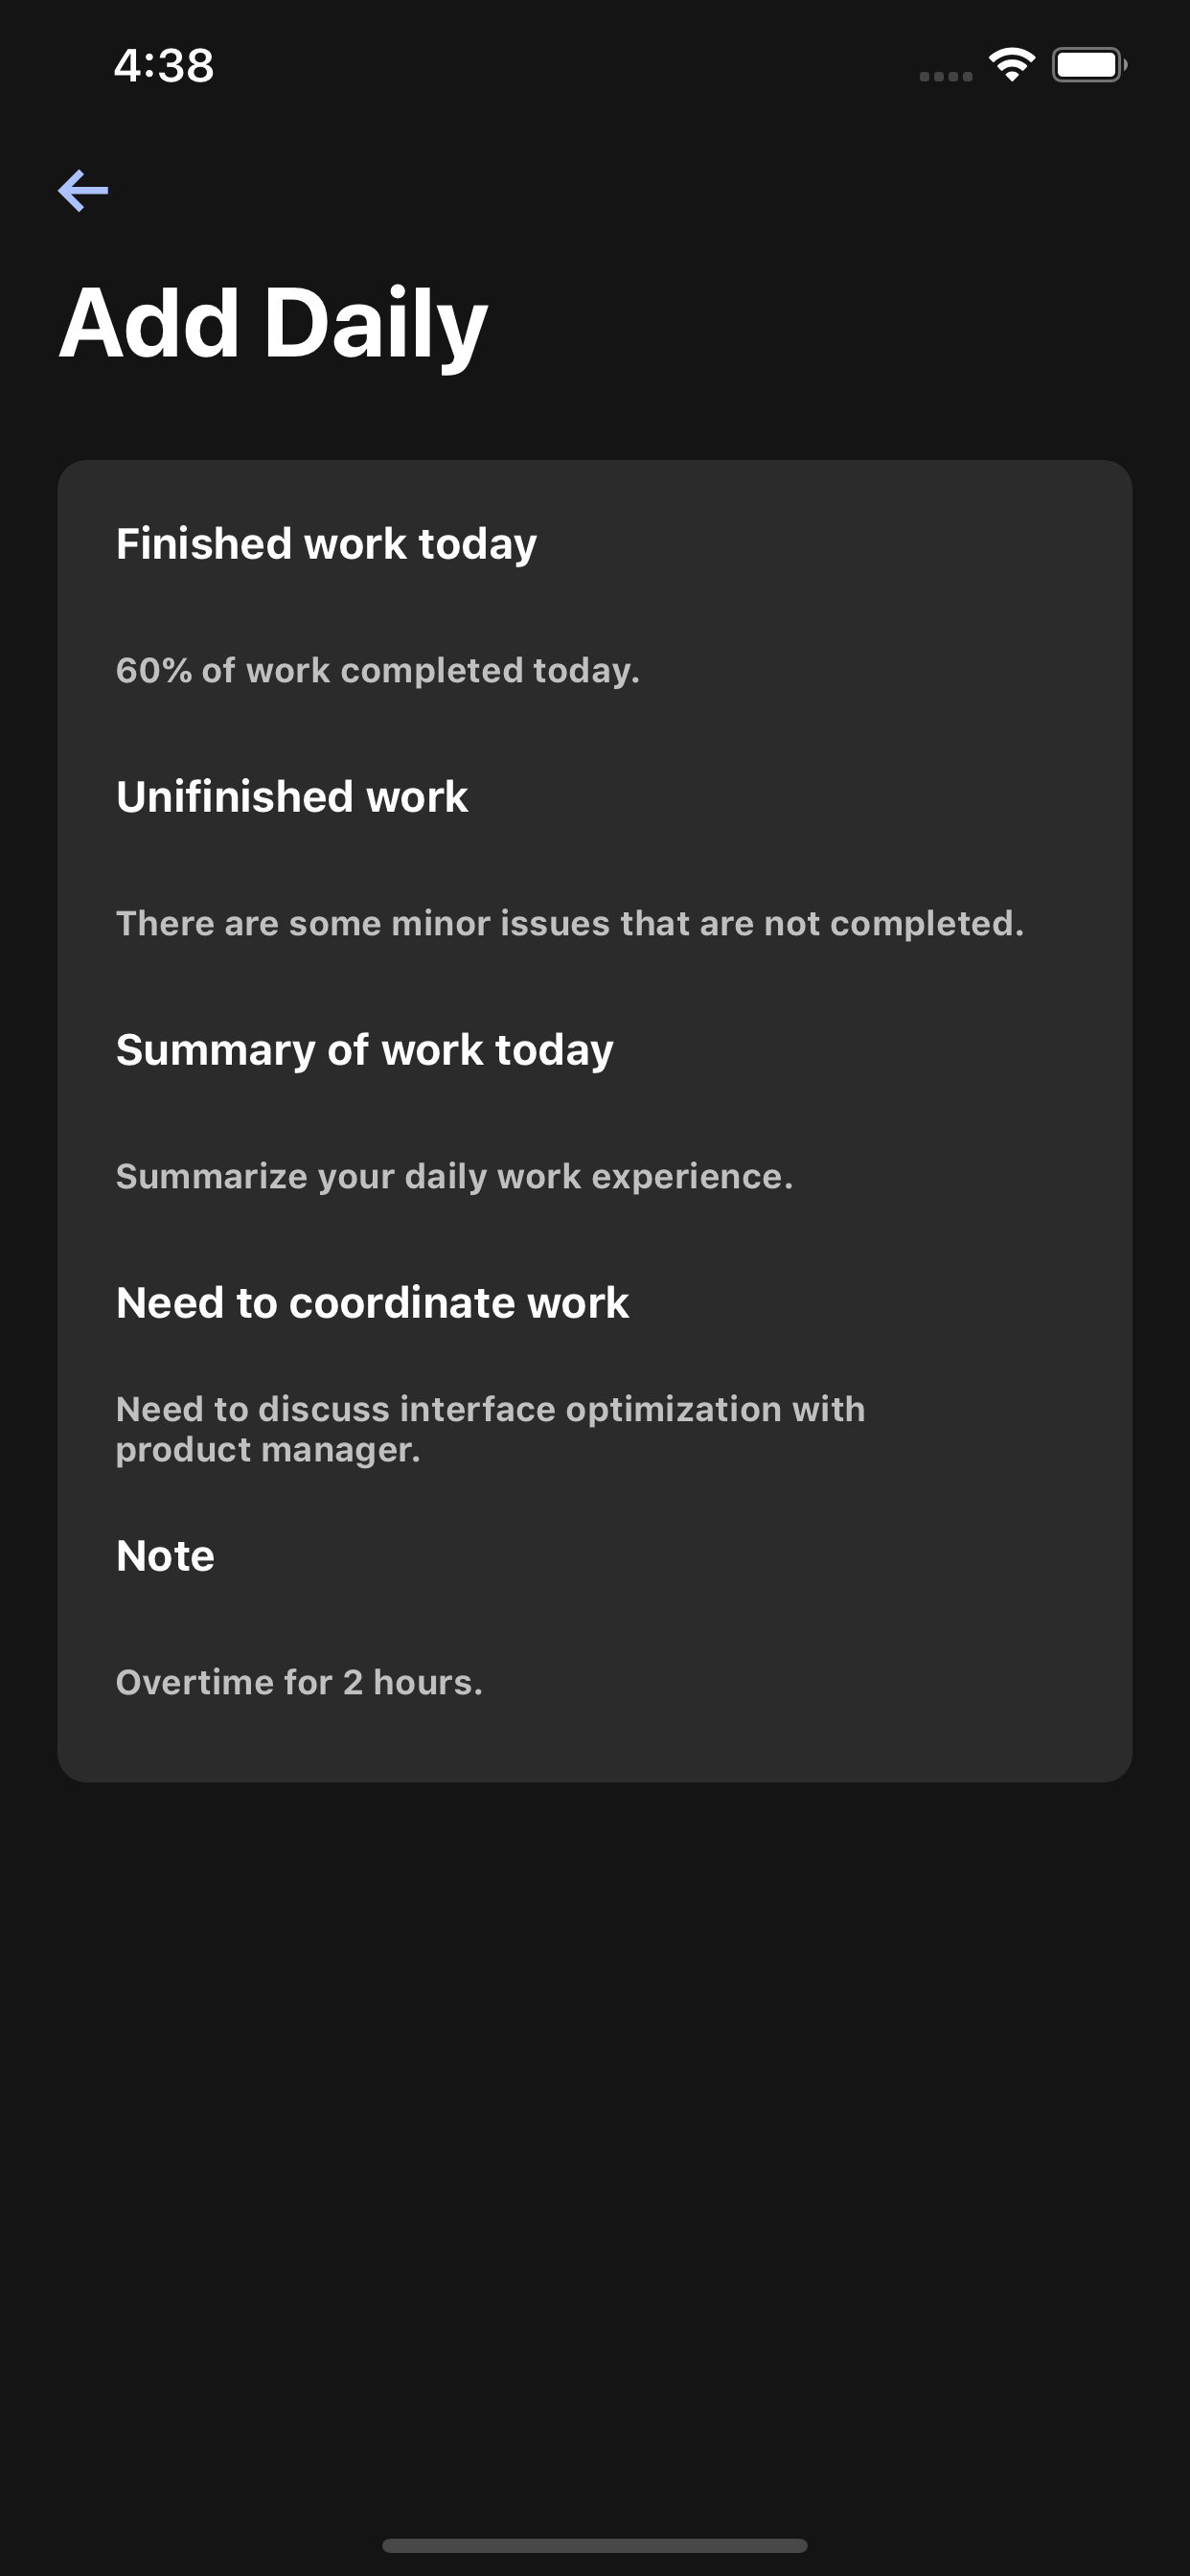 4:38
Add Daily
Finished work today
60% of work completed today.
Unifinished work
There are some minor issues that are not completed.
Summary of work today
Summarize your daily work experience.
Need to coordinate work
Need to discuss interface optimization with
product manager.
Note
Overtime for 2 hours.